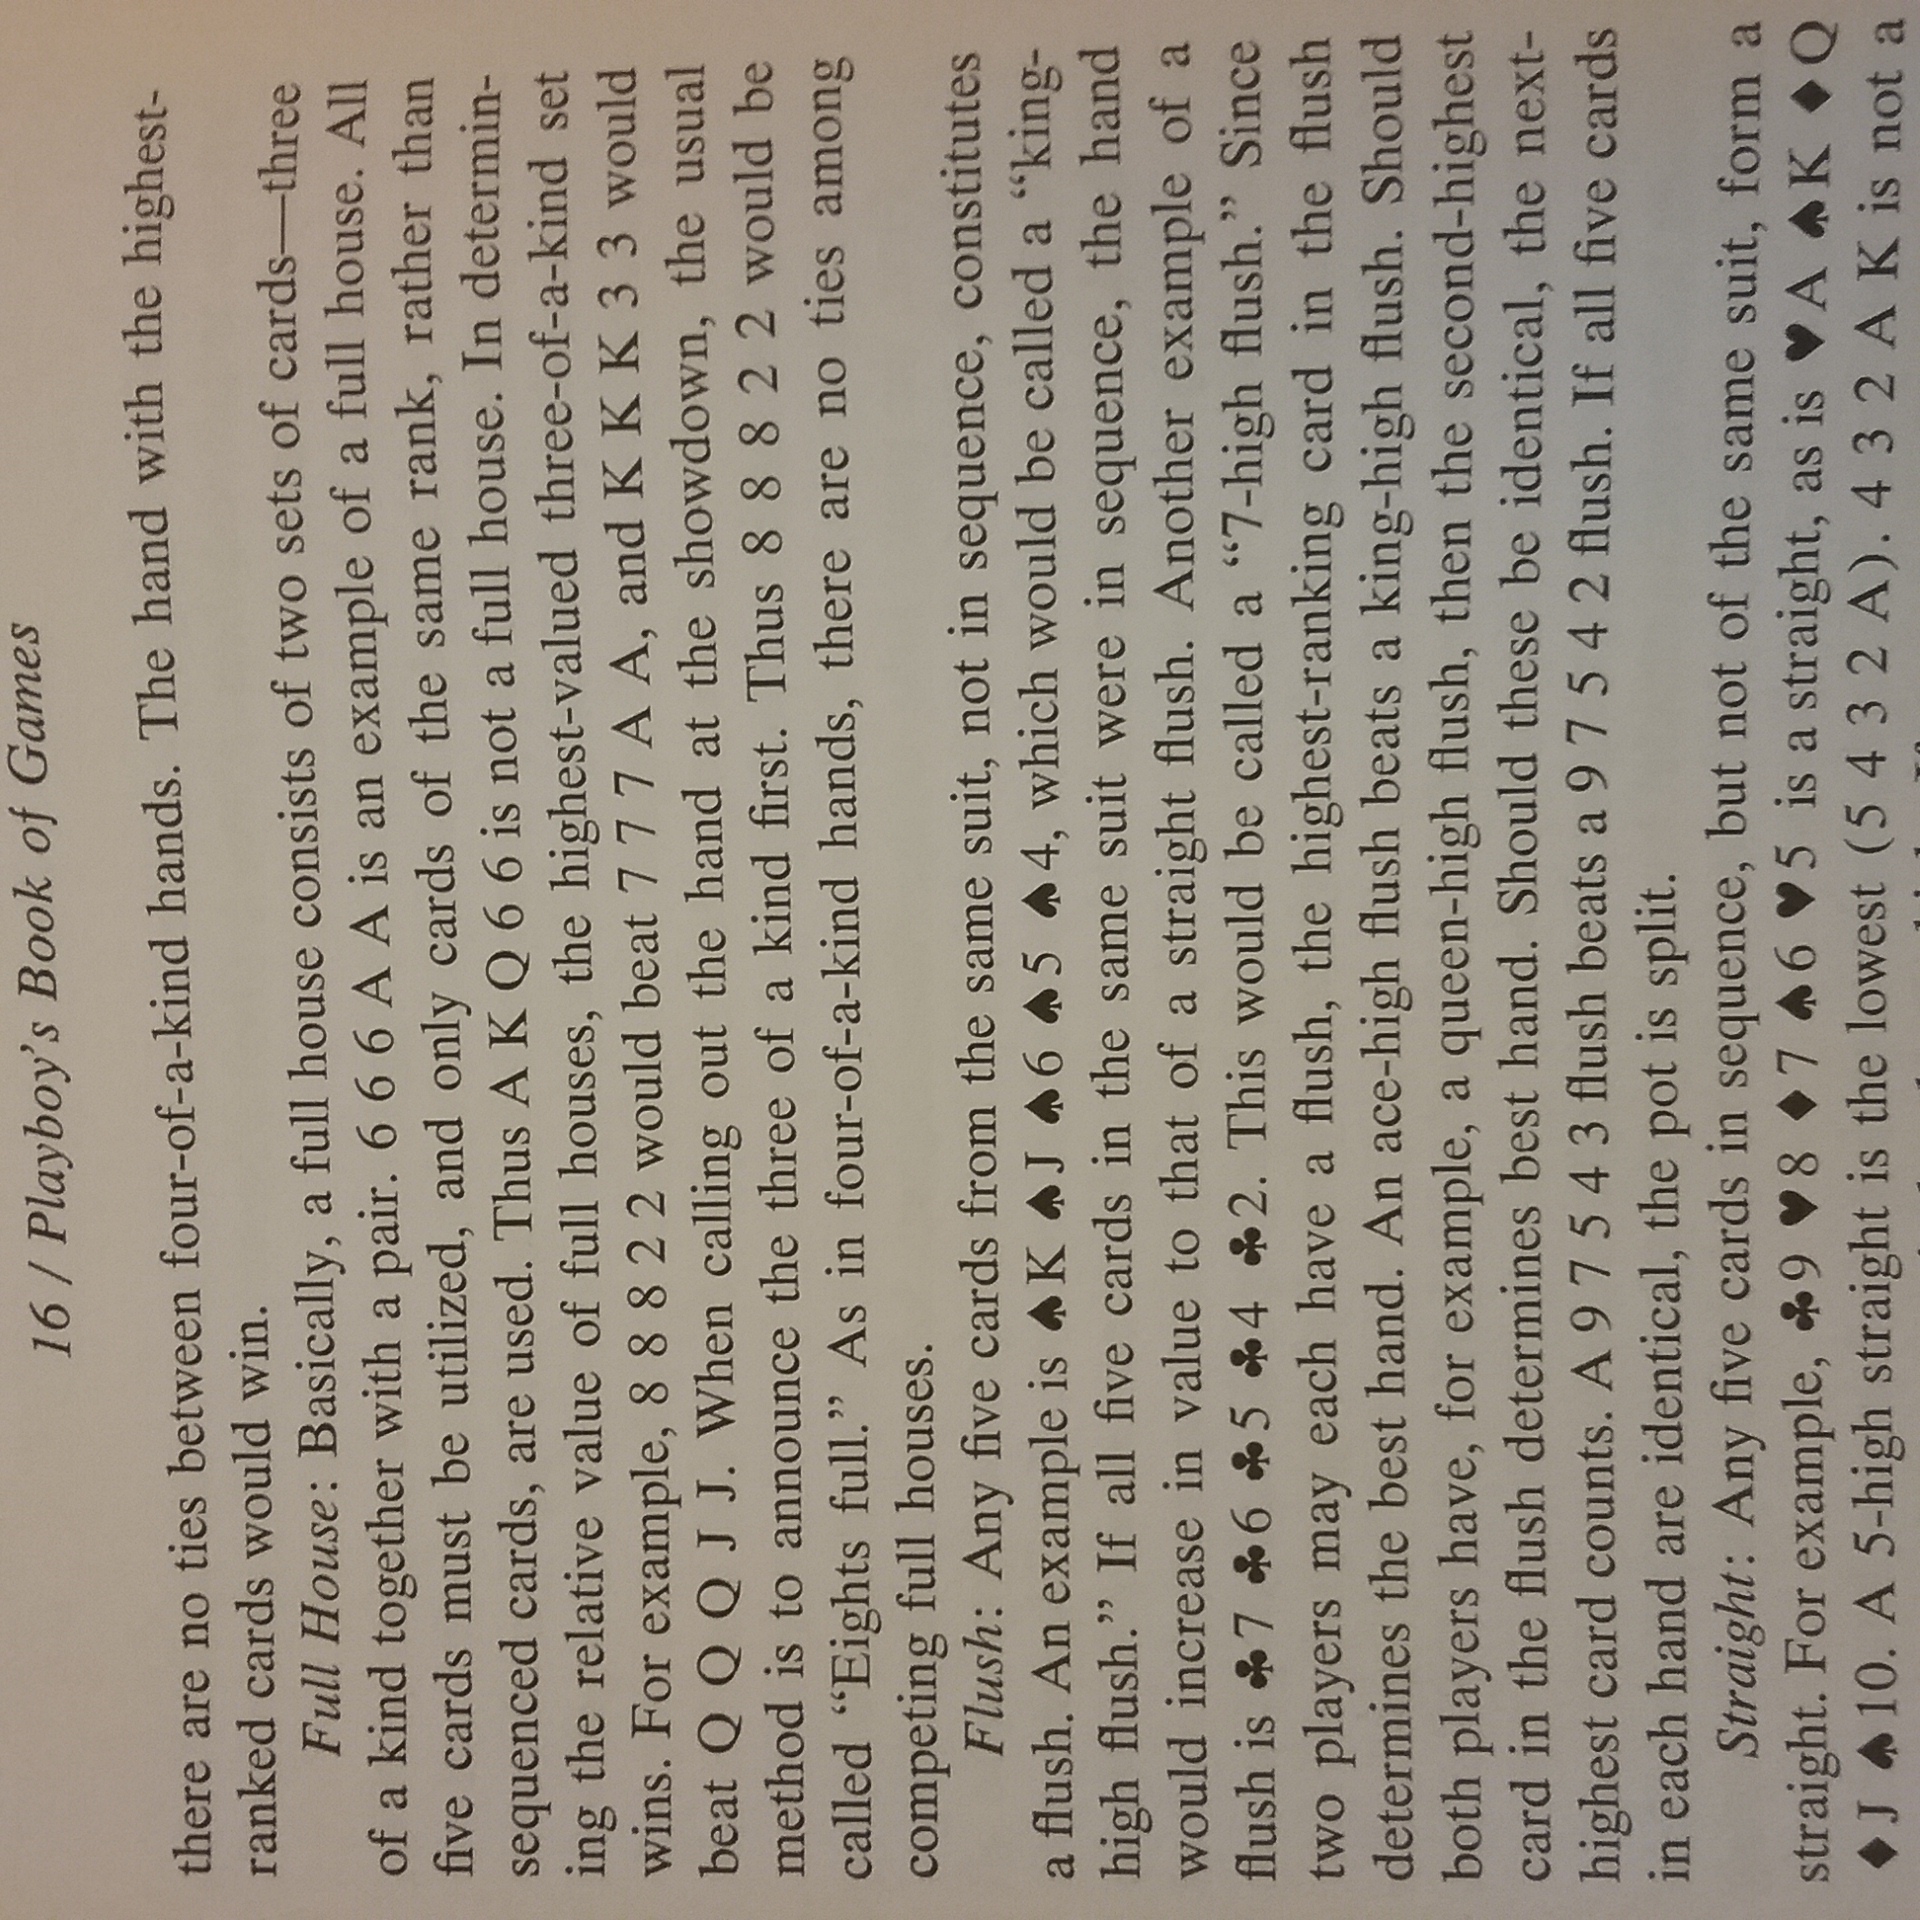 16 / Playboy's Book of Games
there are no ties between four-of-a-kind hands. The hand with the highest-
ranked cards would win.
Full House: Basically, a full house consists of two sets of cards—three
of a kind together with a pair. 6 6 6 A A is an example of a full house. All
five cards must be utilized, and only cards of the same rank, rather than
sequenced cards, are used. Thus A K Q 6 6 is not a full house. In determin-
ing the relative value of full houses, the highest-valued three-of-a-kind set
wins. For example, 8 8 8 2 2 would beat 7 7 7 A A, and K K K 3 3 would
beat Q Q Q J J. When calling out the hand at the showdown, the usual
method is to announce the three of a kind first. Thus 8 8 8 2 2 would be
called “Eights full.” As in four-of-a-kind hands, there are no ties among
competing full houses.
Flush: Any five cards from the same suit, not in sequence, constitutes
a flush. An example is ♠K ♠J ♠6 ♠5 ♠4, which would be called a “king-
high flush.” If all five cards in the same suit were in sequence, the hand
would increase in value to that of a straight flush. Another example of a
flush is ♣7 ♣6 ♣5 ♣4 ♣2. This would be called a “7-high flush.” Since
two players may each have a flush, the highest-ranking card in the flush
determines the best hand. An ace-high flush beats a king-high flush. Should
both players have, for example, a queen-high flush, then the second-highest
card in the flush determines best hand. Should these be identical, the next-
highest card counts. A 9 7 5 4 3 flush beats a 9 7 5 4 2 flush. If all five cards
in each hand are identical, the pot is split.
Straight: Any five cards in sequence, but not of the same suit, form a
straight. For example, ♣9 ♥8 ♦7 ♠6 ♥5 is a straight, as is ♥A ♠K ♦Q
♦J ♠10. A 5-high straight is the lowest (5 4 3 2 A). 4 3 2 A K is not a